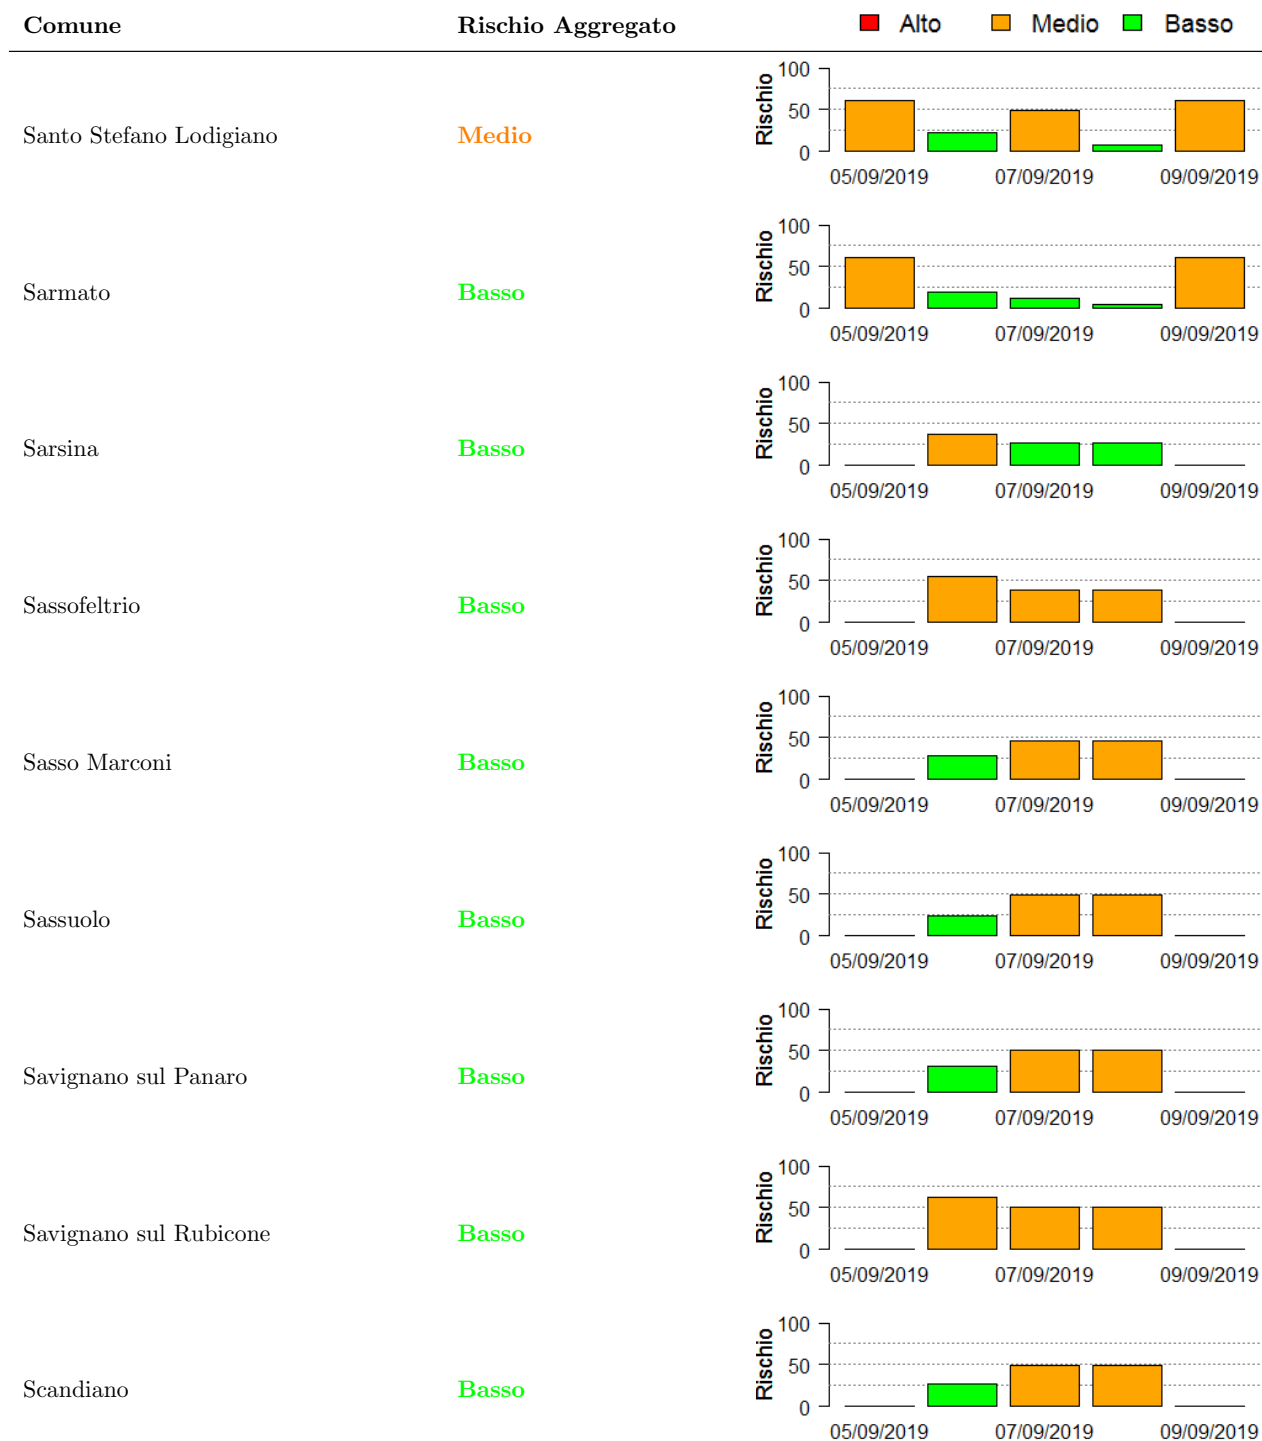 Comune Rischio Aggregato Alto Medio Basso
Santo Stefano Lodigiano Medio Rischio 100 50 0
05/09/2019 07/09/2019 09/09/2019
Sarmato Basso Rischio 100 50 0
05/09/2019 07/09/2019 09/09/2019
Sarsina Basso Rischio 100 50 0
05/09/2019 07/09/2019 09/09/2019
Sassofeltrio Basso Rischio 100 50 0
05/09/2019 07/09/2019 09/09/2019
Sasso Marconi Basso Rischio 100 50 0
05/09/2019 07/09/2019 09/09/2019
Sassuolo Basso Rischio 100 50 0
05/09/2019 07/09/2019 09/09/2019
Savignano sul Panaro Basso Rischio 100 50 0
05/09/2019 07/09/2019 09/09/2019
Savignano sul Rubicone Basso Rischio 100 50 0
05/09/2019 07/09/2019 09/09/2019
Scandiano Basso Rischio 100 50 0
05/09/2019 07/09/2019 09/09/2019